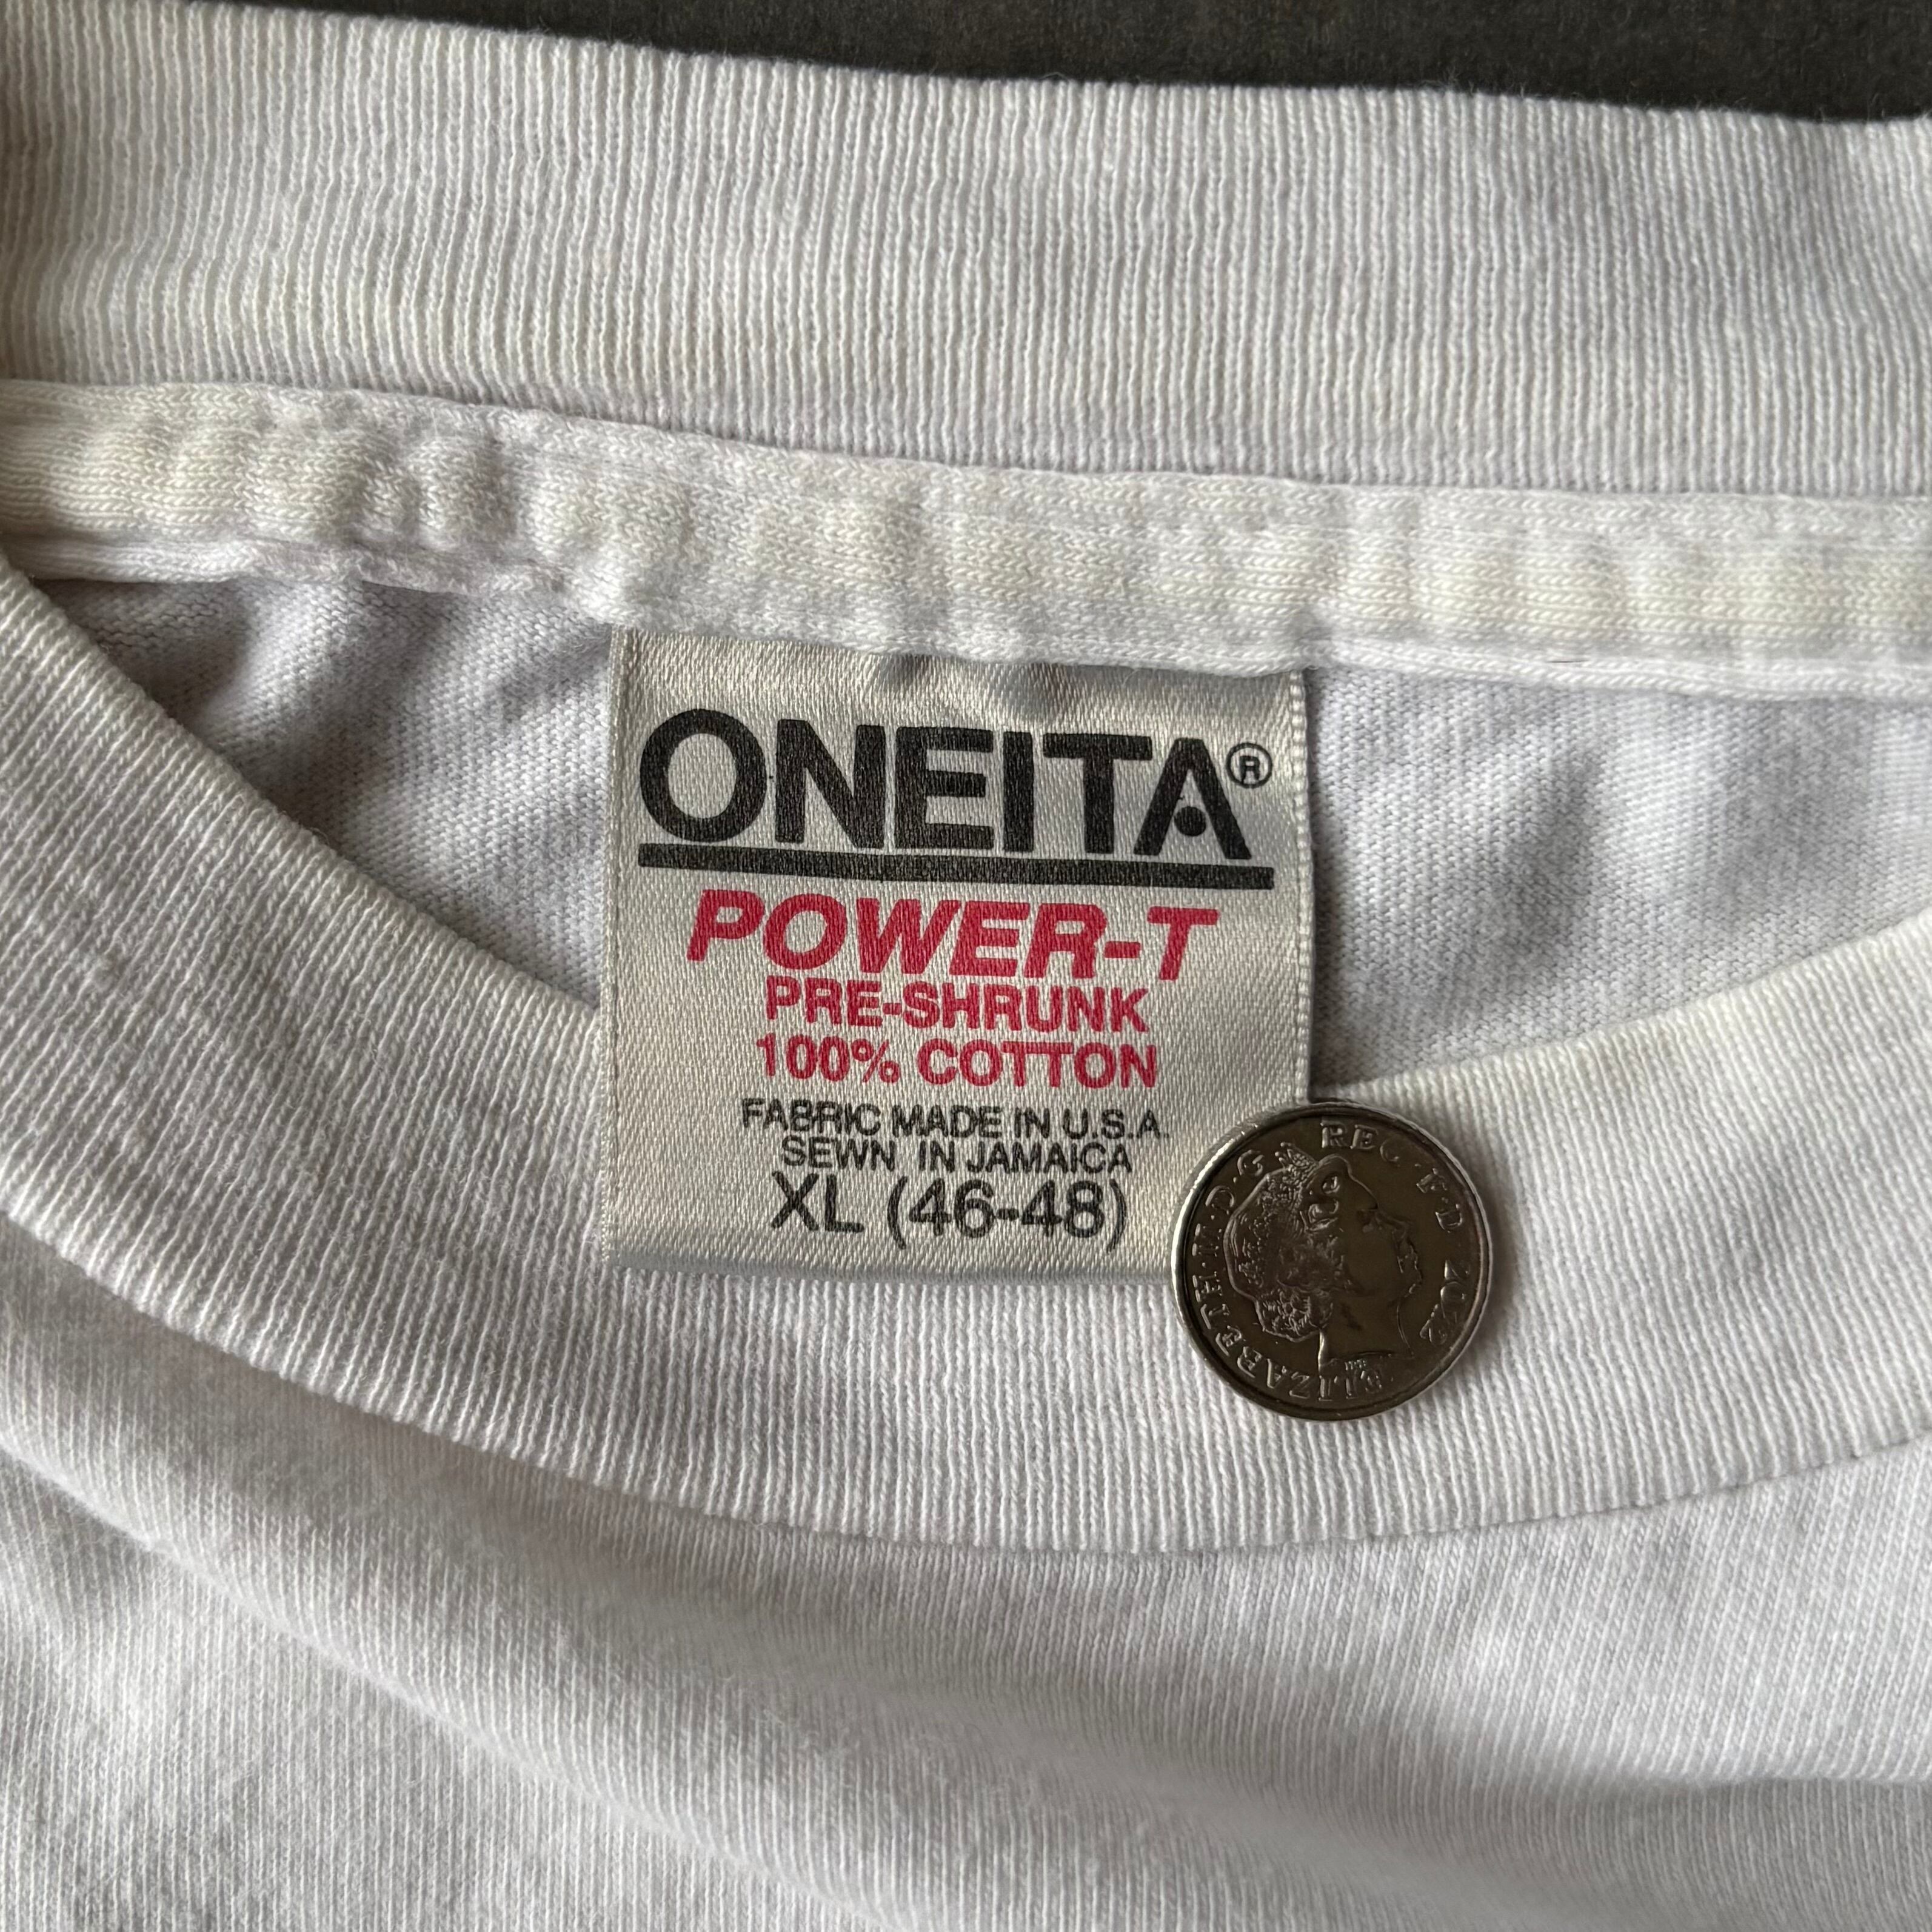 ONEITA®
POWER-T
PRE-SHRUNK
100% COTTON
FABRIC MADE IN U.S.A.
SEWN IN JAMAICA
XL (46-48)
ELIZABETH·II·D·G REG·F·D 2012